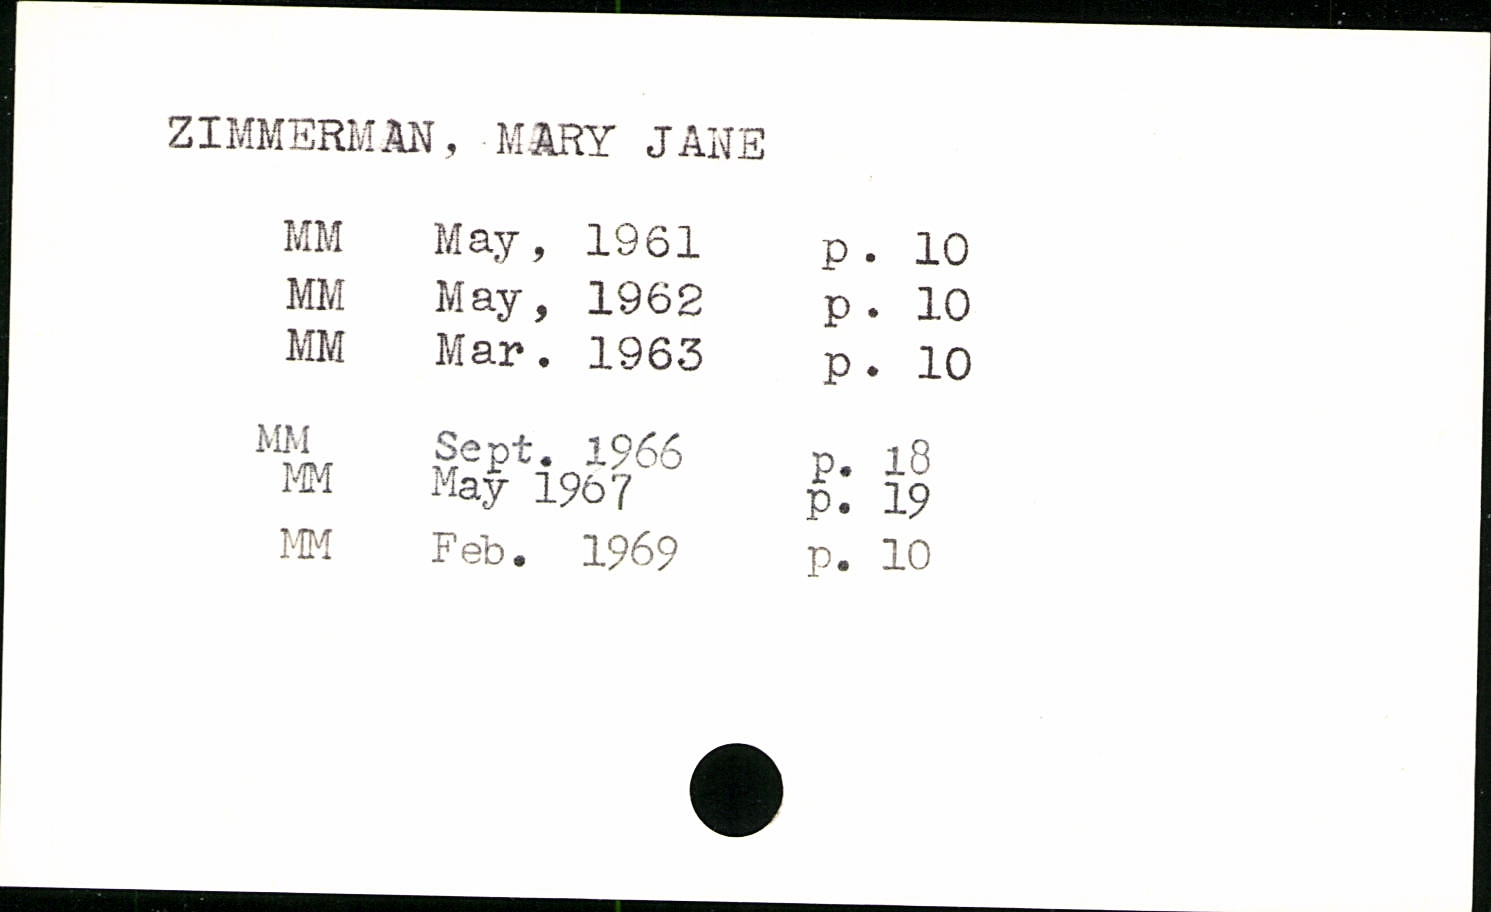 ZIMMERMAN, MARY JANE
MM May, 1961 p. 10
MM May, 1962 p. 10
MM Mar. 1963 p. 10
MM Sept. 1966 p. 18
MM May 1967 p. 19
MM Feb. 1969 p. 10